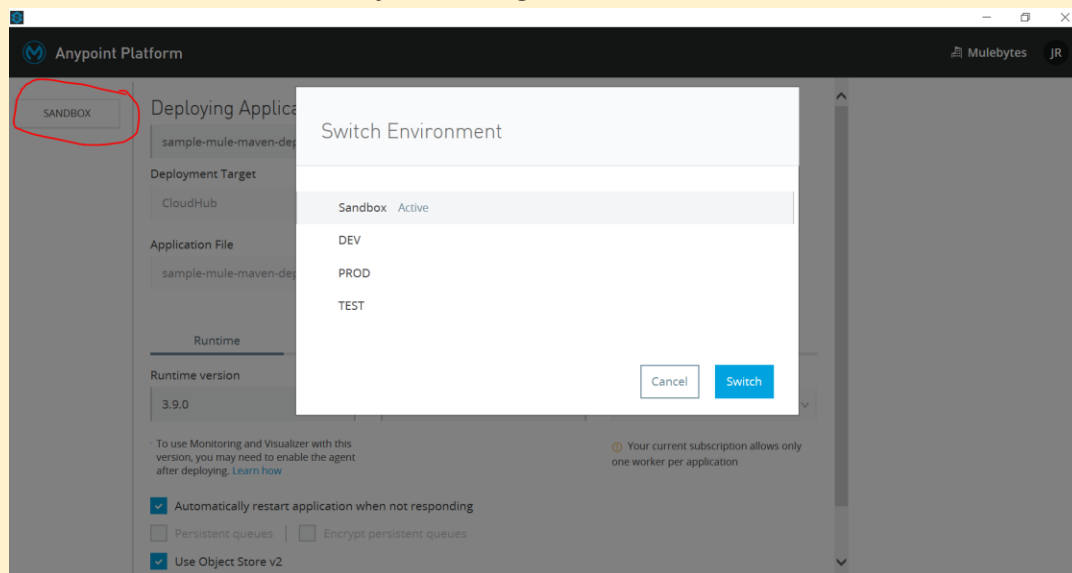 Anypoint Platform
Mulebytes
JR
SANDBOX
Deploying Applica
sample-mule-maven-dep
Deployment Target
CloudHub
Application File
sample-mule-maven-dep
Switch Environment
Sandbox Active
DEV
PROD
TEST
Cancel
Switch
Runtime
Runtime version
3.9.0
To use Monitoring and Visualizer with this
version, you may need to enable the agent
after deploying. Learn how
Your current subscription allows only
one worker per application
Automatically restart application when not responding
Persistent queues
Encrypt persistent queues
Use Object Store v2